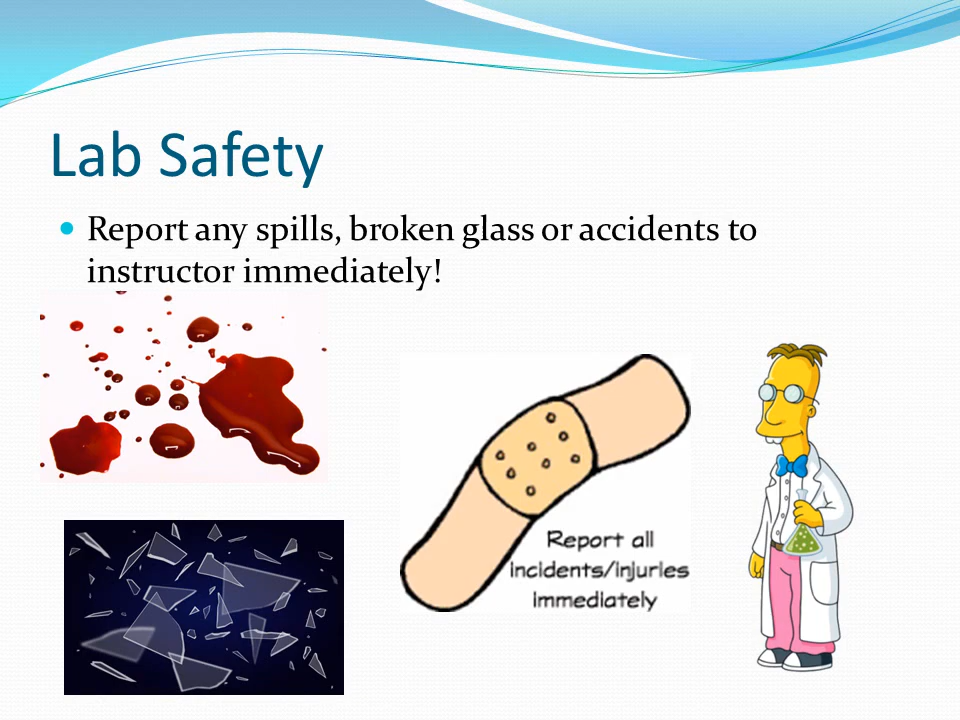 Lab Safety
Report any spills, broken glass or accidents to
instructor immediately!
Report all
incidents/injuries
immediately